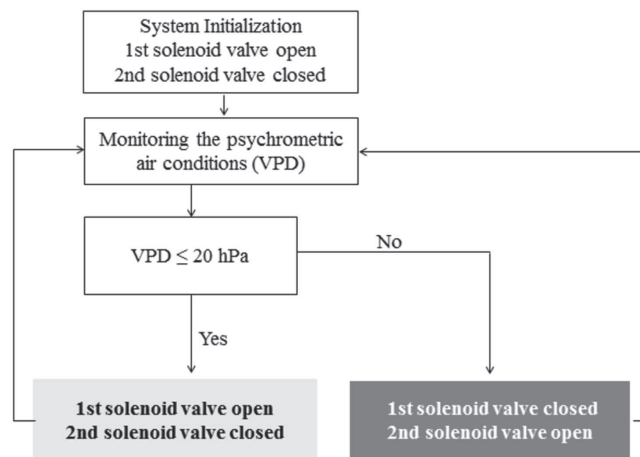 System Initialization
1st solenoid valve open
2nd solenoid valve closed
Monitoring the psychrometric
air conditions (VPD)
VPD ≤ 20 hPa
No
Yes
1st solenoid valve open
2nd solenoid valve closed
1st solenoid valve closed
2nd solenoid valve open